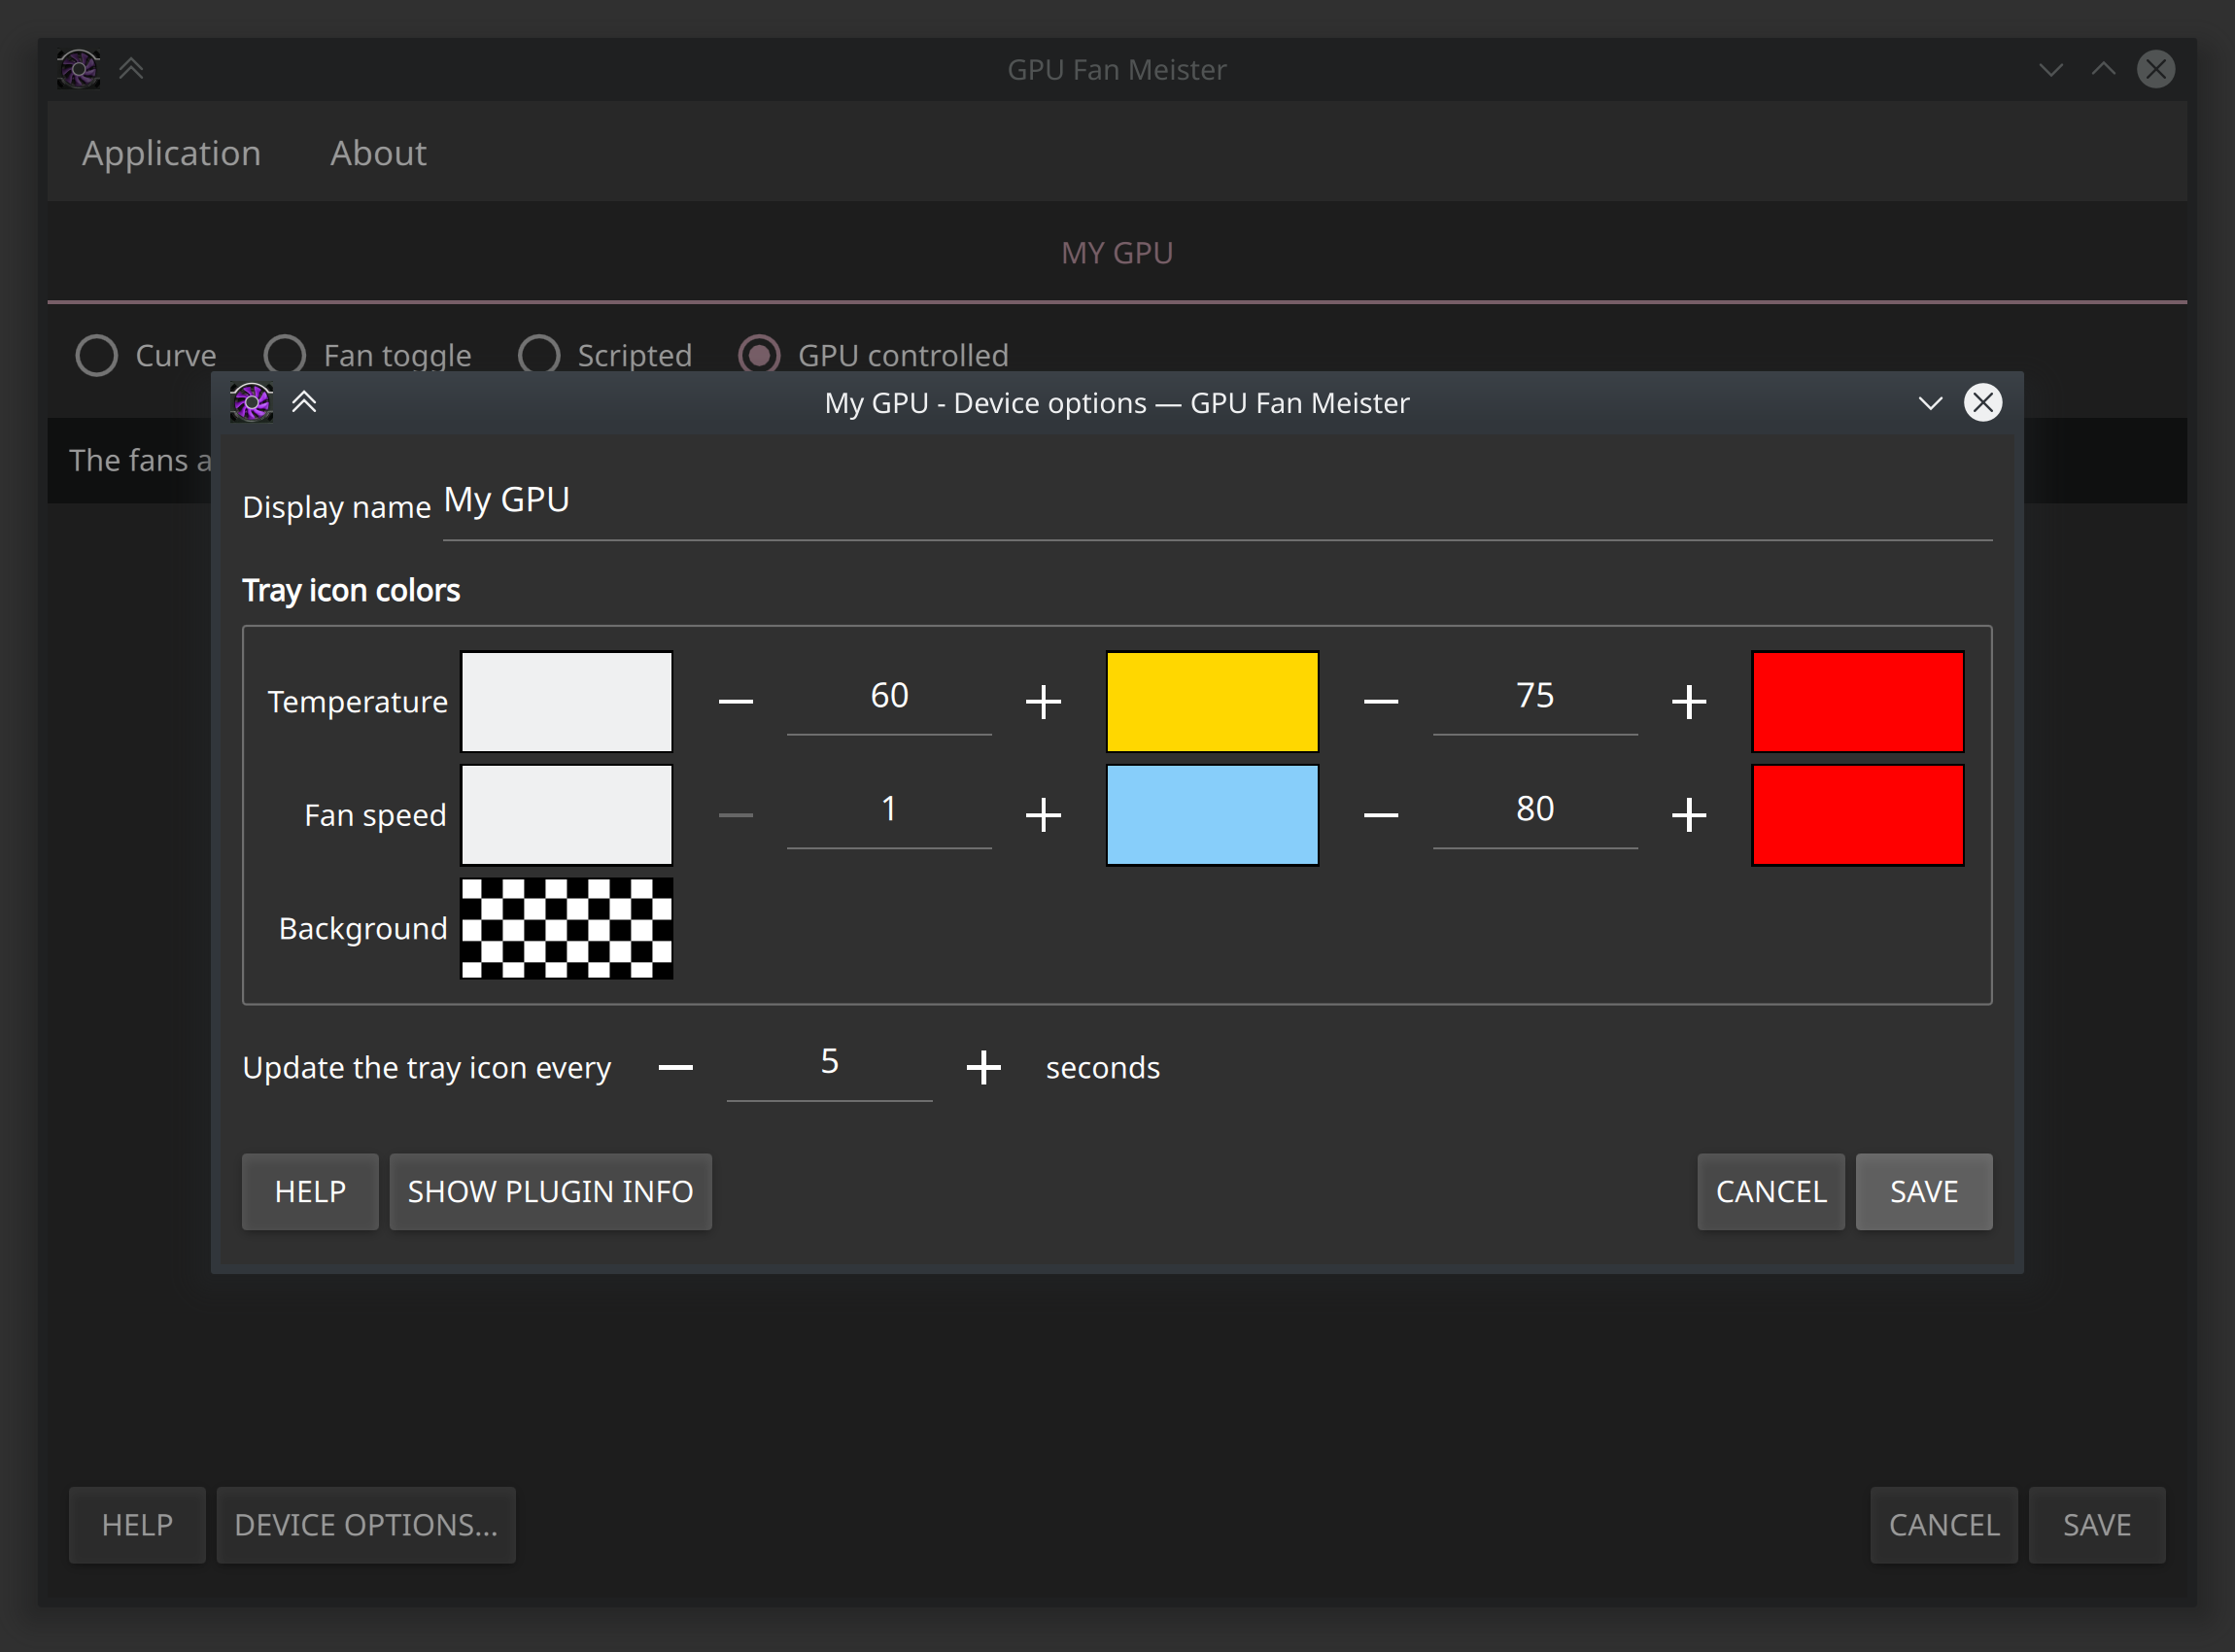 GPU Fan Meister
Application About
MY GPU
Curve Fan toggle Scripted GPU controlled
My GPU - Device options — GPU Fan Meister
The fans a
Display name My GPU
Tray icon colors
Temperature 60 75
Fan speed 1 80
Background
Update the tray icon every 5 seconds
HELP SHOW PLUGIN INFO CANCEL SAVE
HELP DEVICE OPTIONS... CANCEL SAVE